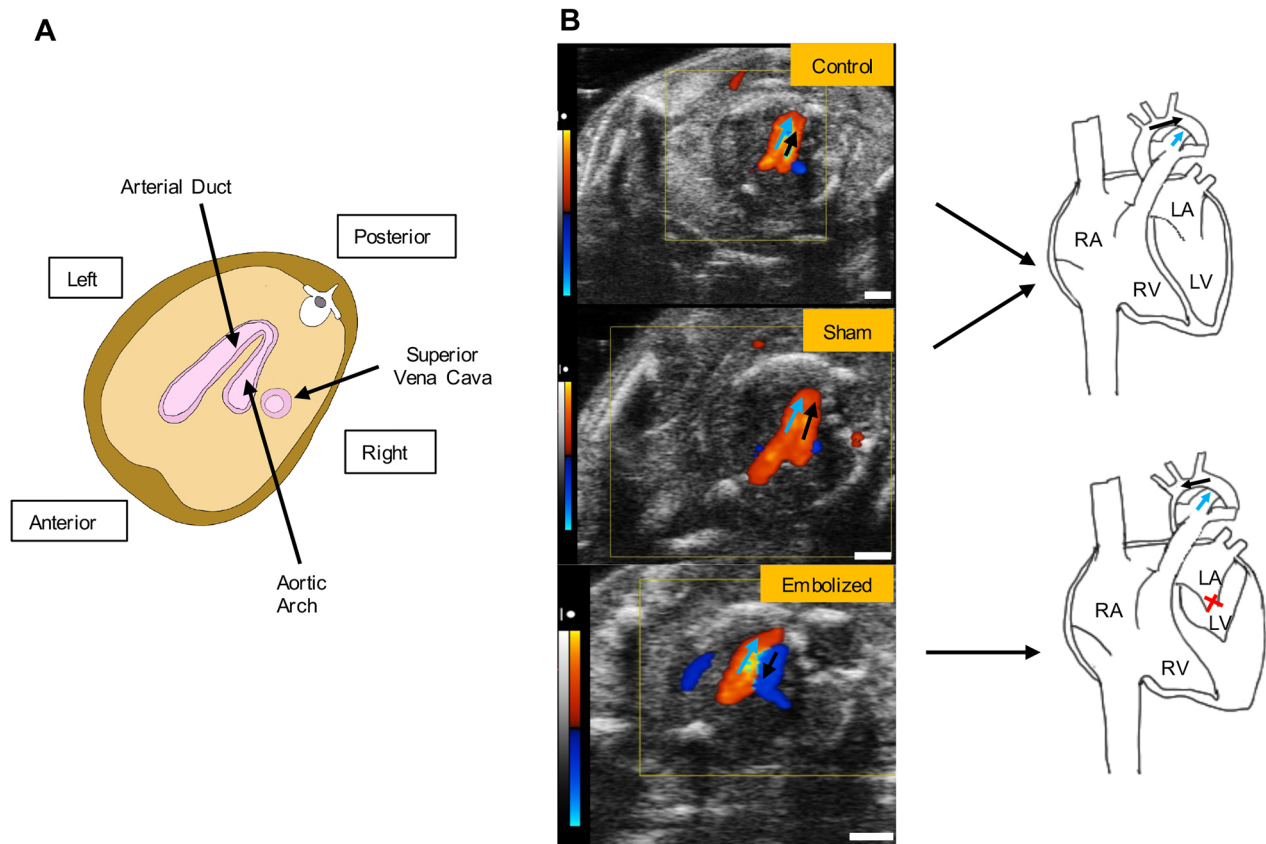 A
Arterial Duct
Posterior
Left
Superior
Vena Cava
Right
Anterior
Aortic
Arch
B
Control
Sham
Embolized
LA
RA
LV
RV
LA
RA
LV
RV